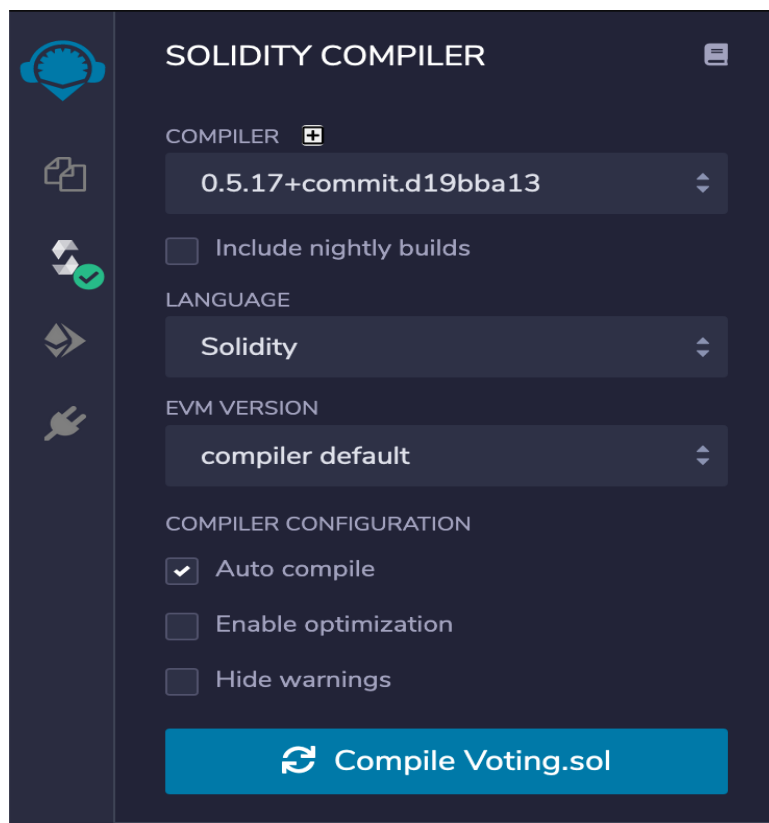 SOLIDITY COMPILER
COMPILER
0.5.17+commit.d19bba13
Include nightly builds
LANGUAGE
Solidity
EVM VERSION
compiler default
COMPILER CONFIGURATION
Auto compile
Enable optimization
Hide warnings
Compile Voting.sol